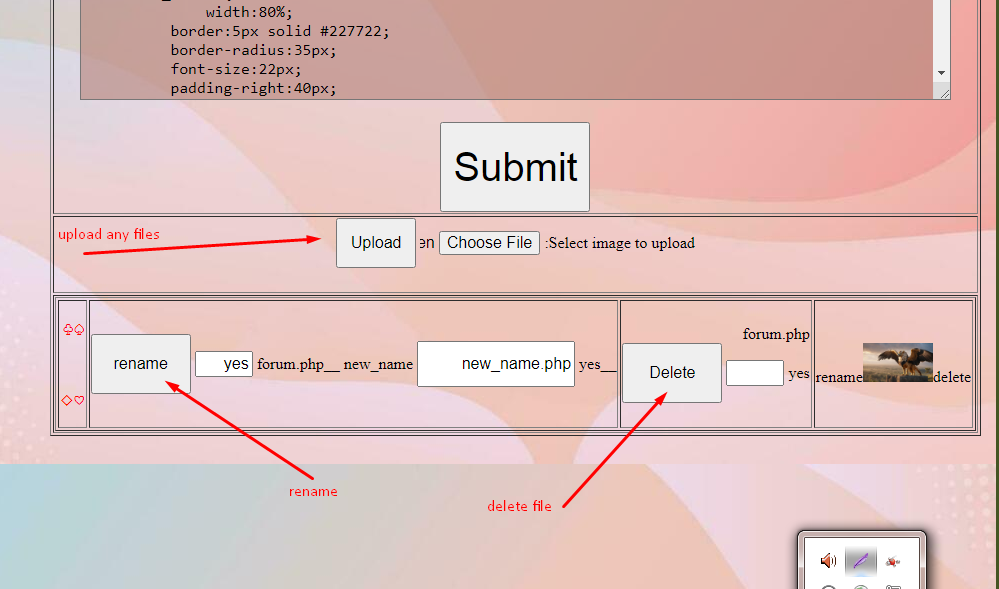 width:80%;
border:5px solid #227722;
border-radius:35px;
font-size:22px;
padding-right:40px;
Submit
upload any files
Upload en Choose File :Select image to upload
forum.php
rename yes forum.php__ new_name new_name.php yes__ Delete yes rename delete
rename
delete file